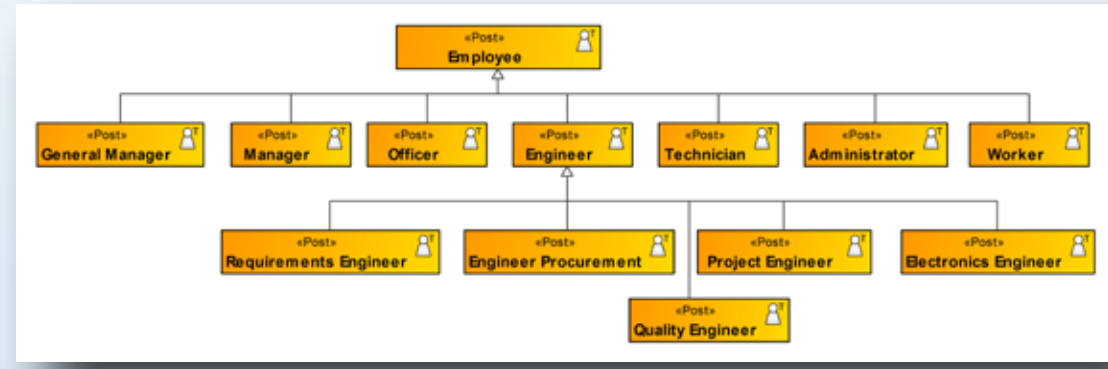 «Post»
Employee
«Post»
General Manager
«Post»
Manager
«Post»
Officer
«Post»
Engineer
«Post»
Technician
«Post»
Administrator
«Post»
Worker
«Post»
Requirements Engineer
«Post»
Engineer Procurement
«Post»
Project Engineer
«Post»
Electronics Engineer
«Post»
Quality Engineer